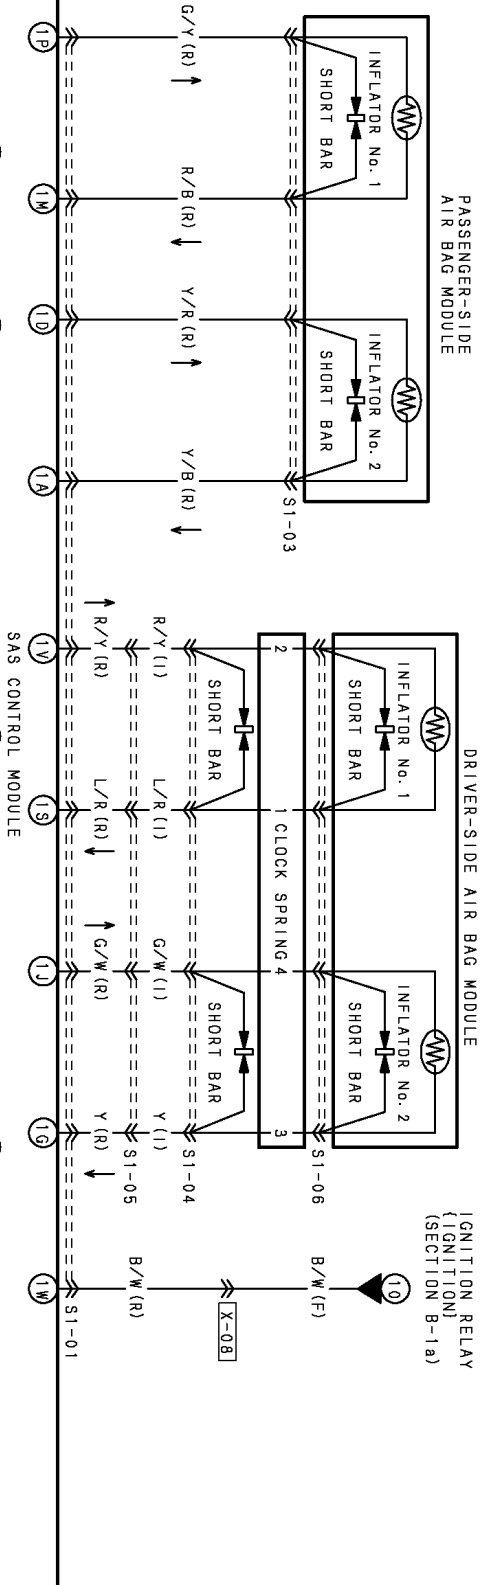 PASSENGER-SIDE
AIR BAG MODULE
INFLATOR No. 1
SHORT BAR
INFLATOR No. 2
SHORT BAR
S1-03
G/Y (R)
R/B (R)
Y/R (R)
Y/B (R)
1P
1M
1D
1A
DRIVER-SIDE AIR BAG MODULE
INFLATOR No. 1
SHORT BAR
INFLATOR No. 2
SHORT BAR
S1-06
2
1
CLOCK SPRING
4
3
SHORT BAR
SHORT BAR
S1-04
R/Y (I)
L/R (I)
G/W (I)
Y (I)
S1-05
R/Y (R)
L/R (R)
G/W (R)
Y (R)
1V
1S
1J
1G
IGNITION RELAY
{IGNITION}
(SECTION B-1a)
10
B/W (F)
X-08
B/W (R)
S1-01
1W
SAS CONTROL MODULE